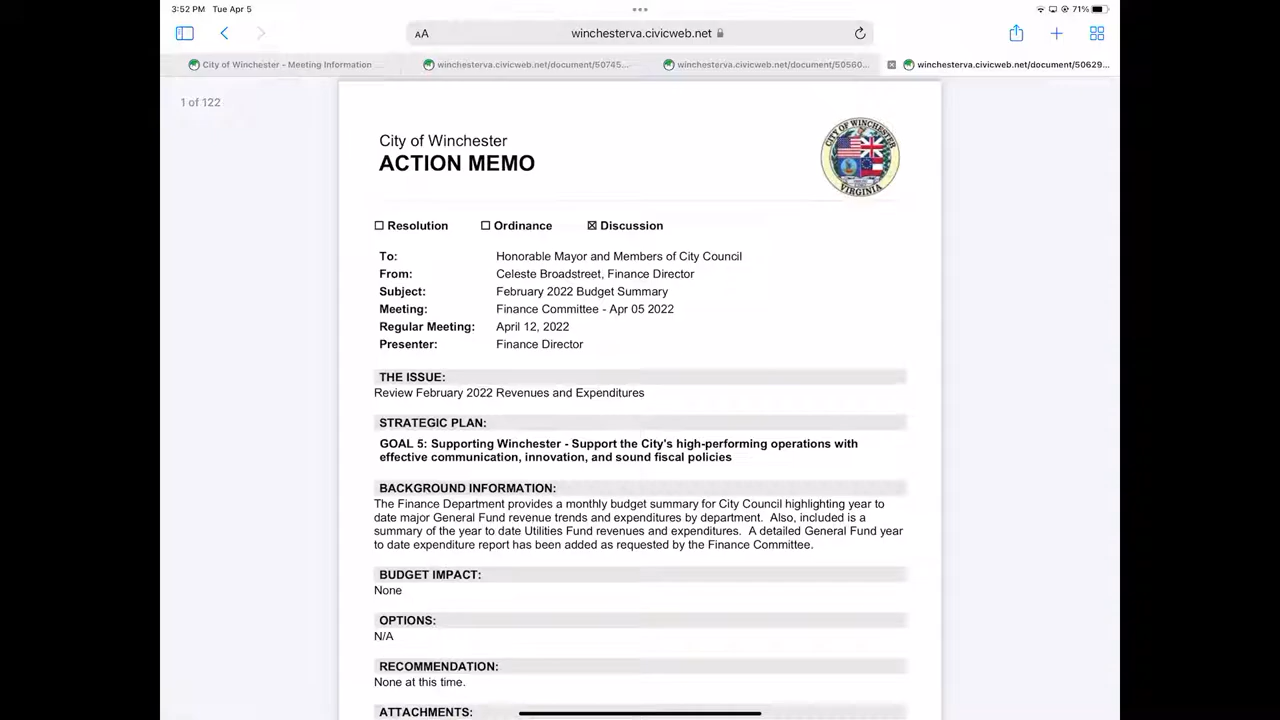 3:52 PM Tue Apr 5
71%
AA winchesterva.civicweb.net
City of Winchester - Meeting Information
winchesterva.civicweb.net/document/50745...
winchesterva.civicweb.net/document/50560...
winchesterva.civicweb.net/document/50629...
1 of 122
City of Winchester
ACTION MEMO
CITY OF WINCHESTER
VIRGINIA
☐ Resolution ☐ Ordinance ☒ Discussion
To: Honorable Mayor and Members of City Council
From: Celeste Broadstreet, Finance Director
Subject: February 2022 Budget Summary
Meeting: Finance Committee - Apr 05 2022
Regular Meeting: April 12, 2022
Presenter: Finance Director
THE ISSUE:
Review February 2022 Revenues and Expenditures
STRATEGIC PLAN:
GOAL 5: Supporting Winchester - Support the City's high-performing operations with
effective communication, innovation, and sound fiscal policies
BACKGROUND INFORMATION:
The Finance Department provides a monthly budget summary for City Council highlighting year to
date major General Fund revenue trends and expenditures by department. Also, included is a
summary of the year to date Utilities Fund revenues and expenditures. A detailed General Fund year
to date expenditure report has been added as requested by the Finance Committee.
BUDGET IMPACT:
None
OPTIONS:
N/A
RECOMMENDATION:
None at this time.
ATTACHMENTS: